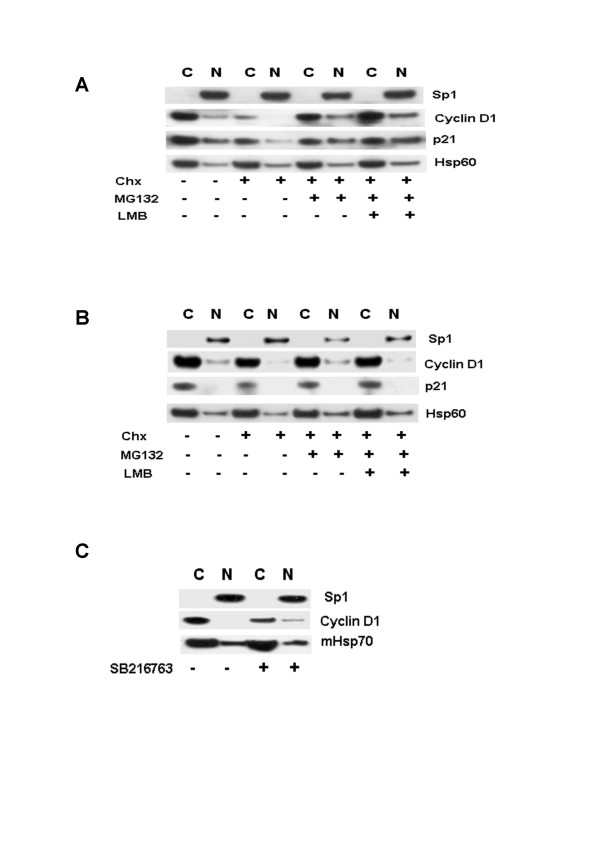 A
C N C N C N C N
Sp1
Cyclin D1
p21
Hsp60
Chx - - + + + + + +
MG132 - - - - + + + +
LMB - - - - - - + +
B
C N C N C N C N
Sp1
Cyclin D1
p21
Hsp60
Chx - - + + + + + +
MG132 - - - - + + + +
LMB - - - - - - + +
C
C N C N
Sp1
Cyclin D1
mHsp70
SB216763 - - + +